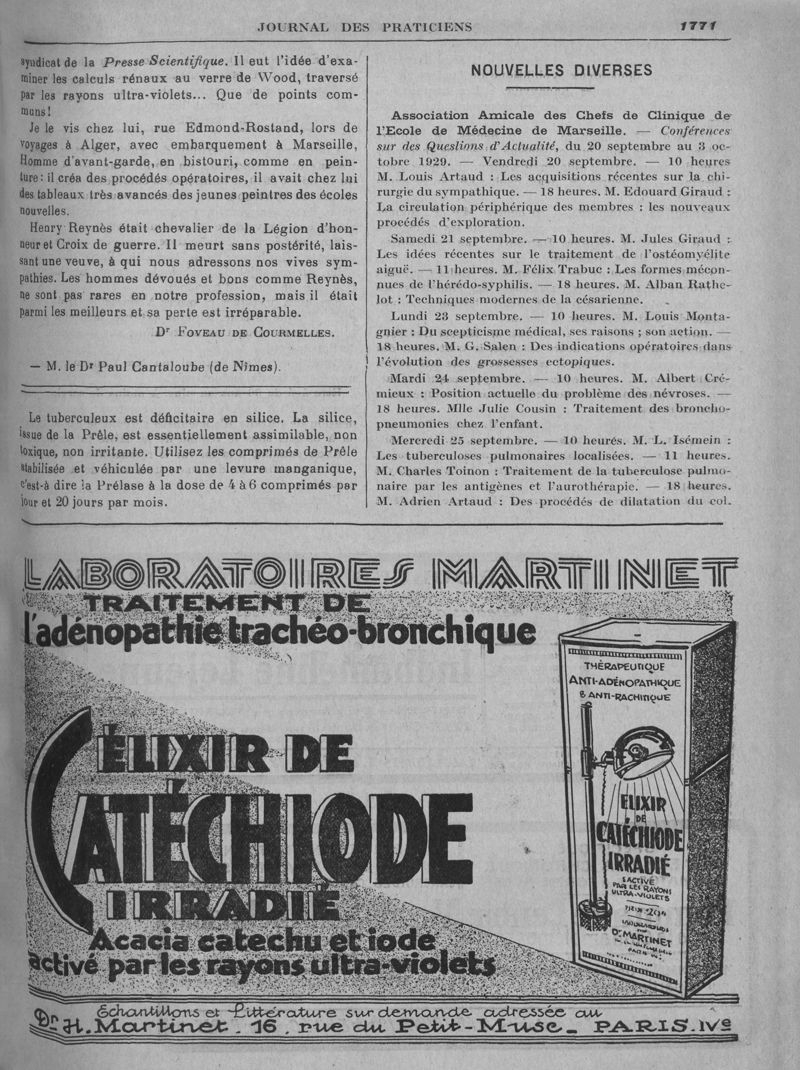 JOURNAL DES PRATICIENS
1771
syndicat de la Presse Scientifique. Il eut l'idée d'exa-
miner les calculs rénaux au verre de Wood, traversé
par les rayons ultra-violets... Que de points com-
muns!
Je le vis chez lui, rue Edmond-Rostand, lors de
voyages à Alger, avec embarquement à Marseille,
Homme d'avant-garde, en bistouri, comme en pein-
ture: il créa des procédés opératoires, il avait chez lui
des tableaux très avancés des jeunes peintres des écoles
nouvelles.
Henry Reynès était chevalier de la Légion d'hon-
neur et Croix de guerre. Il meurt sans postérité, lais-
sant une veuve, à qui nous adressons nos vives sym-
pathies. Les hommes dévoués et bons comme Reynès,
ne sont pas rares en notre profession, mais il était
parmi les meilleurs et sa perte est irréparable.
Dr FOVEAU DE COURMELLES.
— M. le Dr Paul Cantaloube (de Nîmes).
Le tuberculeux est déficitaire en silice. La silice,
issue de la Prêle, est essentiellement assimilable, non
toxique, non irritante. Utilisez les comprimés de Prêle
stabilisée et véhiculée par une levure manganique,
c'est-à dire la Prélase à la dose de 4 à 6 comprimés par
jour et 20 jours par mois.
NOUVELLES DIVERSES
Association Amicale des Chefs de Clinique de
l'Ecole de Médecine de Marseille. — Conférences
sur des Questions d'Actualité, du 20 septembre au 3 oc-
tobre 1929. — Vendredi 20 septembre. — 10 heures
M. Louis Artaud : Les acquisitions récentes sur la chi-
rurgie du sympathique. — 18 heures. M. Edouard Giraud :
La circulation périphérique des membres : les nouveaux
procédés d'exploration.
Samedi 21 septembre. — 10 heures. M. Jules Giraud :
Les idées récentes sur le traitement de l'ostéomyélite
aiguë. — 11 heures. M. Félix Trabuc : Les formes mécon-
nues de l'hérédo-syphilis. — 18 heures. M. Alban Rathe-
lot : Techniques modernes de la césarienne.
Lundi 23 septembre. — 10 heures. M. Louis Monta-
gnier : Du scepticisme médical, ses raisons ; son action. —
18 heures. M. G. Salen : Des indications opératoires dans
l'évolution des grossesses ectopiques.
Mardi 24 septembre. — 10 heures. M. Albert Cré-
mieux : Position actuelle du problème des névroses. —
18 heures. Mlle Julie Cousin : Traitement des broncho-
pneumonies chez l'enfant.
Mercredi 25 septembre. — 10 heures. M. L. Isémein :
Les tuberculoses pulmonaires localisées. — 11 heures.
M. Charles Toinon : Traitement de la tuberculose pulmo-
naire par les antigènes et l'aurothérapie. — 18 heures.
M. Adrien Artaud : Des procédés de dilatation du col.
LABORATOIRES MARTINET
TRAITEMENT DE
l'adénopathie trachéo-bronchique
ÉLIXIR DE
CATÉCHIODE
IRRADIÉ
Acacia catechu et iode
activé par les rayons ultra-violets
THÉRAPEUTIQUE
ANTI-ADÉNOPATHIQUE
& ANTI-RACHITIQUE
ELIXIR
DE
CATÉCHIODE
IRRADIÉ
ACTIVÉ
PAR LES RAYONS
ULTRA-VIOLETS
LABORATOIRES
Dr MARTINET
Échantillons et Littérature sur demande adressée au
Dr H. Martinet. 16. rue du Petit-Muse_ PARIS. IVe